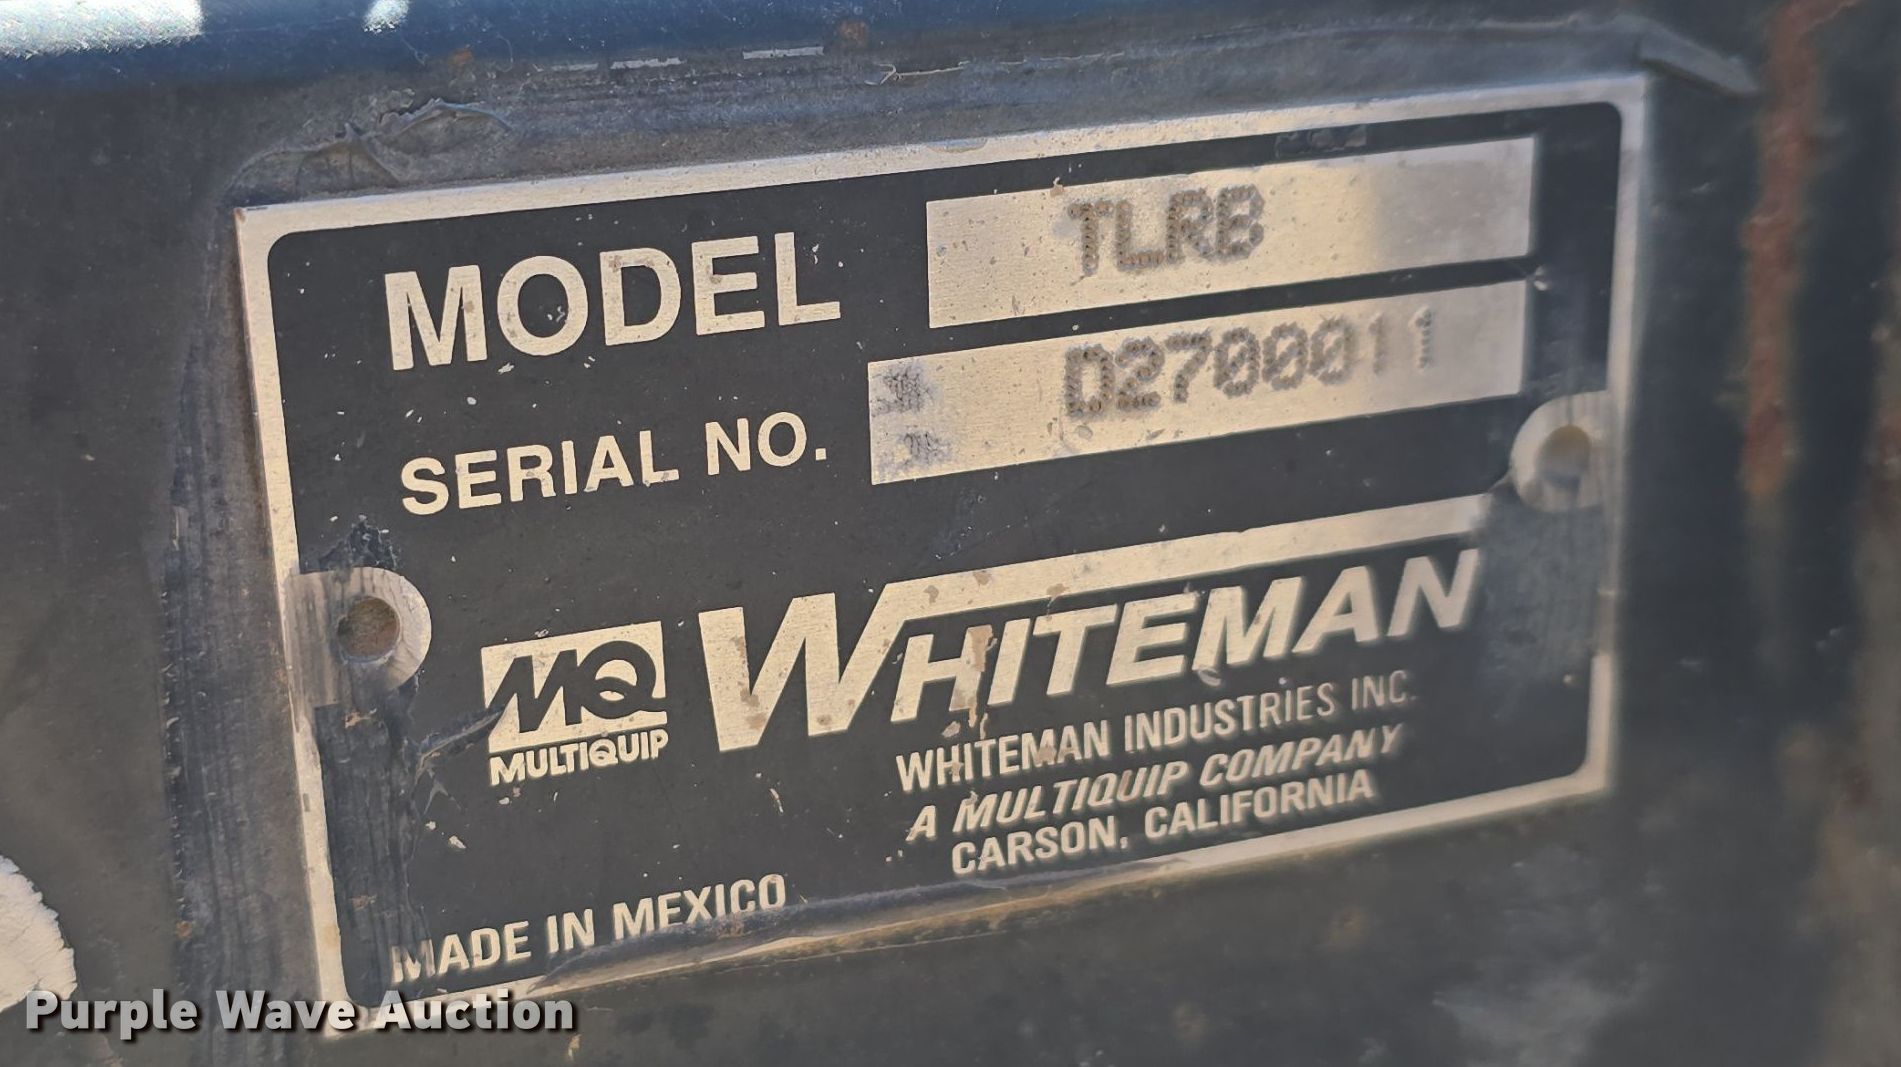 MODEL TLRB
SERIAL NO. D2700011
MQ WHITEMAN
MULTIQUIP
WHITEMAN INDUSTRIES INC.
A MULTIQUIP COMPANY
CARSON, CALIFORNIA
MADE IN MEXICO
Purple Wave Auction